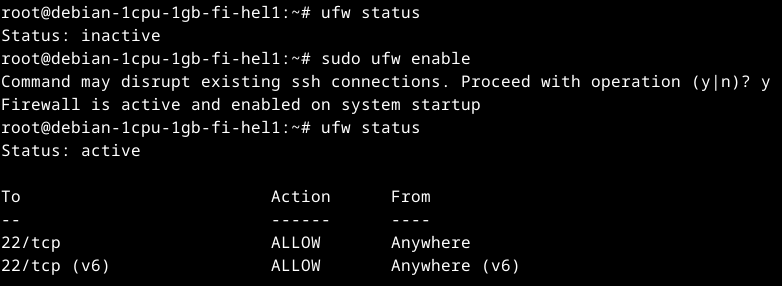 root@debian-1cpu-1gb-fi-hel1:~# ufw status
Status: inactive
root@debian-1cpu-1gb-fi-hel1:~# sudo ufw enable
Command may disrupt existing ssh connections. Proceed with operation (y|n)? y
Firewall is active and enabled on system startup
root@debian-1cpu-1gb-fi-hel1:~# ufw status
Status: active

To                         Action      From
--                         ------      ----
22/tcp                     ALLOW       Anywhere
22/tcp (v6)                ALLOW       Anywhere (v6)